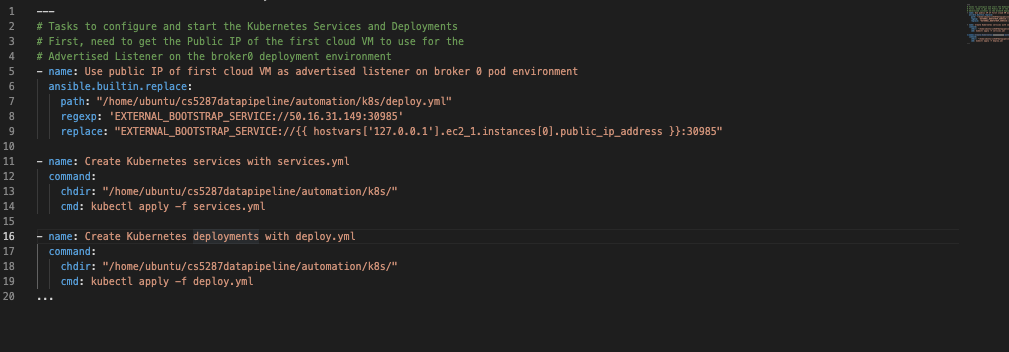 1 ---
2 # Tasks to configure and start the Kubernetes Services and Deployments
3 # First, need to get the Public IP of the first cloud VM to use for the
4 # Advertised Listener on the broker0 deployment environment
5 - name: Use public IP of first cloud VM as advertised listener on broker 0 pod environment
6   ansible.builtin.replace:
7     path: "/home/ubuntu/cs5287datapipeline/automation/k8s/deploy.yml"
8     regexp: 'EXTERNAL_BOOTSTRAP_SERVICE://50.16.31.149:30985'
9     replace: "EXTERNAL_BOOTSTRAP_SERVICE://{{ hostvars['127.0.0.1'].ec2_1.instances[0].public_ip_address }}:30985"
10
11 - name: Create Kubernetes services with services.yml
12   command:
13     chdir: "/home/ubuntu/cs5287datapipeline/automation/k8s/"
14     cmd: kubectl apply -f services.yml
15
16 - name: Create Kubernetes deployments with deploy.yml
17   command:
18     chdir: "/home/ubuntu/cs5287datapipeline/automation/k8s/"
19     cmd: kubectl apply -f deploy.yml
20 ...